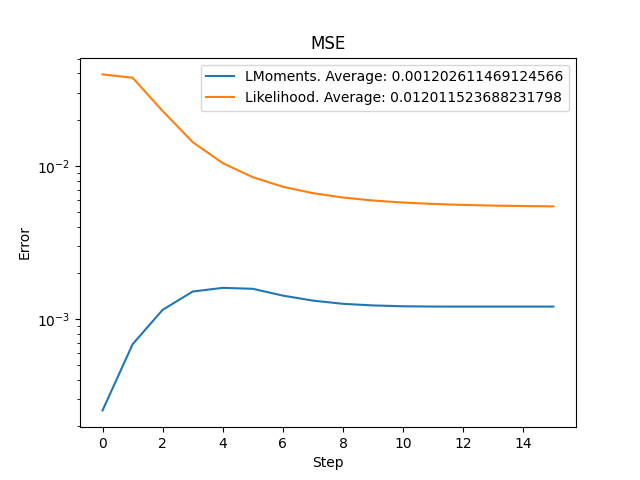 MSE
LMoments. Average: 0.001202611469124566
Likelihood. Average: 0.012011523688231798
10⁻²
10⁻³
Error
0 2 4 6 8 10 12 14
Step